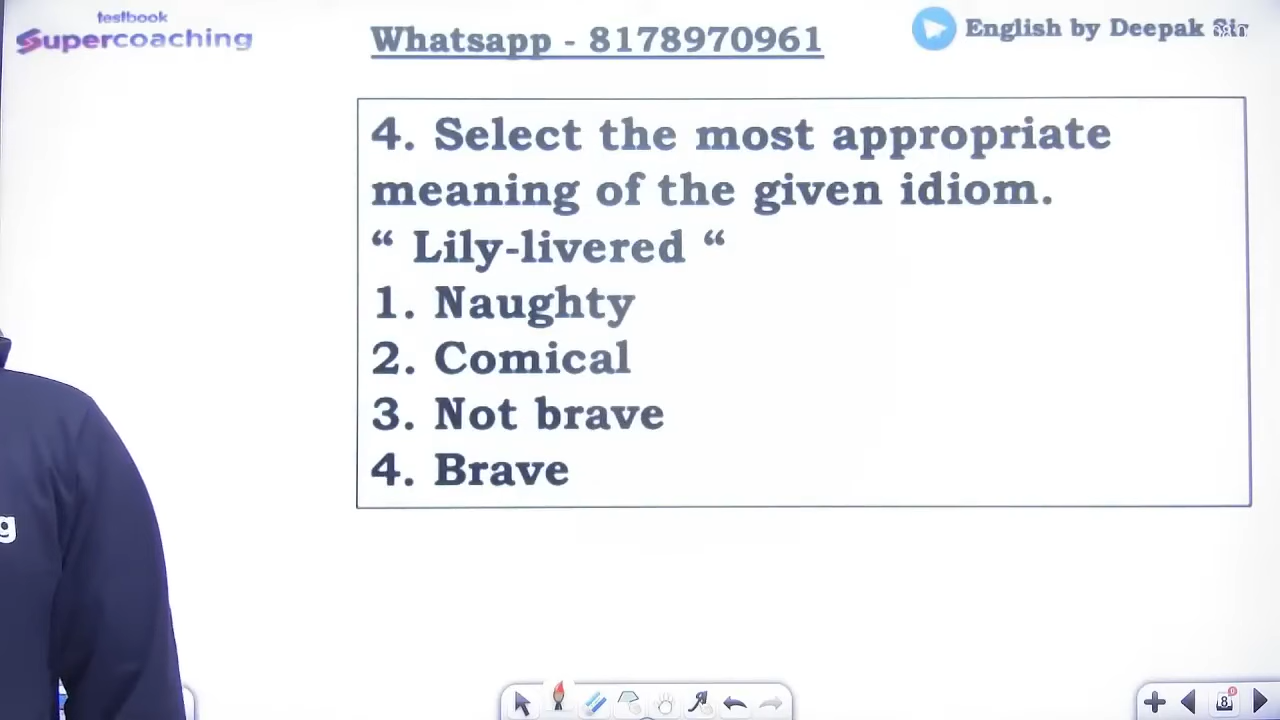 testbook
Supercoaching
Whatsapp - 8178970961
English by Deepak Sir
4. Select the most appropriate
meaning of the given idiom.
“ Lily-livered “
1. Naughty
2. Comical
3. Not brave
4. Brave
g
8